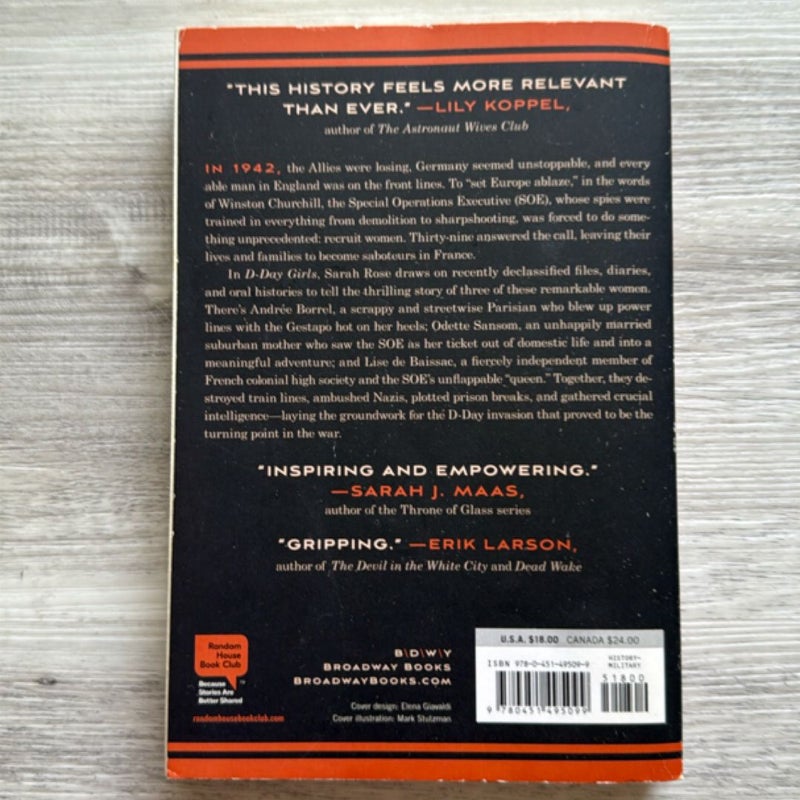 "THIS HISTORY FEELS MORE RELEVANT
THAN EVER." —LILY KOPPEL,
author of The Astronaut Wives Club
IN 1942, the Allies were losing, Germany seemed unstoppable, and every
able man in England was on the front lines. To "set Europe ablaze," in the words
of Winston Churchill, the Special Operations Executive (SOE), whose spies were
trained in everything from demolition to sharpshooting, was forced to do some-
thing unprecedented: recruit women. Thirty-nine answered the call, leaving their
lives and families to become saboteurs in France.
In D-Day Girls, Sarah Rose draws on recently declassified files, diaries,
and oral histories to tell the thrilling story of three of these remarkable women.
There's Andrée Borrel, a scrappy and streetwise Parisian who blew up power
lines with the Gestapo hot on her heels; Odette Sansom, an unhappily married
suburban mother who saw the SOE as her ticket out of domestic life and into a
meaningful adventure; and Lise de Baissac, a fiercely independent member of
French colonial high society and the SOE's unflappable "queen." Together, they de-
stroyed train lines, ambushed Nazis, plotted prison breaks, and gathered crucial
intelligence—laying the groundwork for the D-Day invasion that proved to be the
turning point in the war.
"INSPIRING AND EMPOWERING."
—SARAH J. MAAS,
author of the Throne of Glass series
"GRIPPING." —ERIK LARSON,
author of The Devil in the White City and Dead Wake
Random
House
Book Club
Because
Stories Are
Better Shared
TM
randomhousebookclub.com
B\D\W\Y
BROADWAY BOOKS
BROADWAYBOOKS.COM
Cover design: Elena Giavaldi
Cover illustration: Mark Stutzman
U.S.A. $18.00 CANADA $24.00
ISBN 978-0-451-49509-9
HISTORY-
MILITARY
51800
9 780451 495099